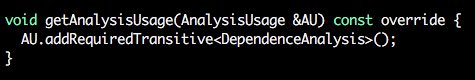 void getAnalysisUsage(AnalysisUsage &AU) const override {
  AU.addRequiredTransitive<DependenceAnalysis>();
}